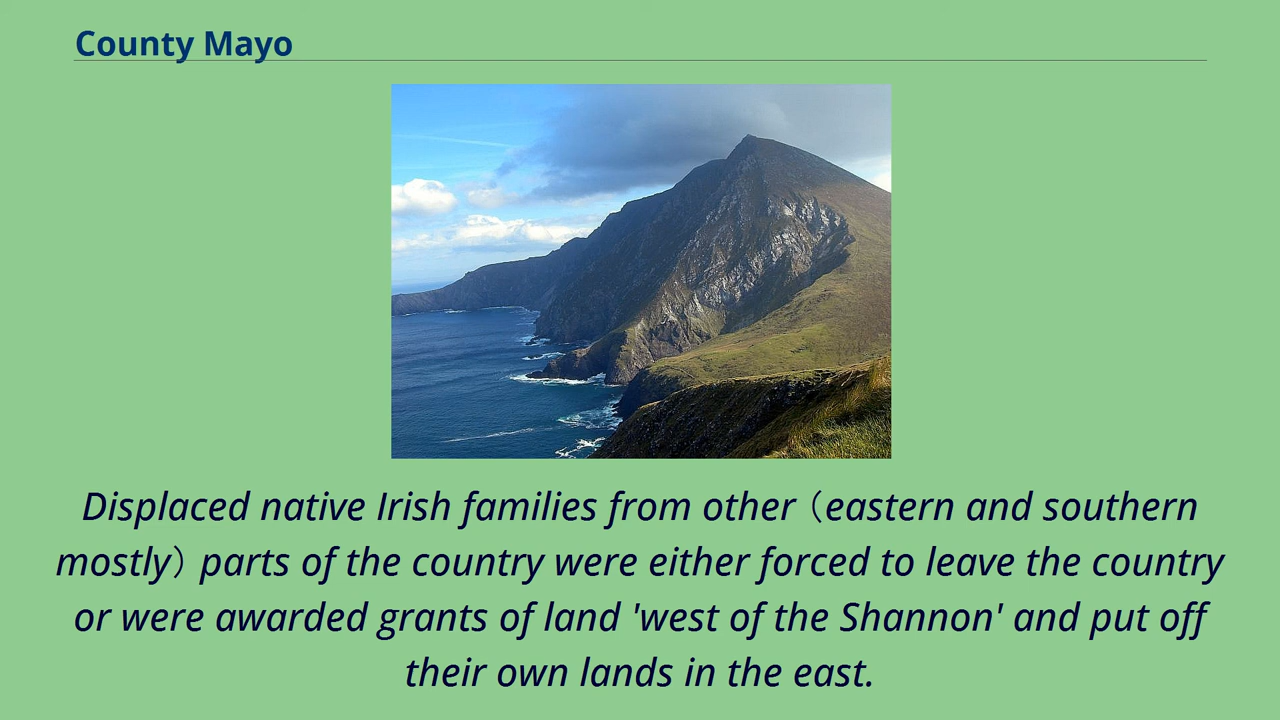 County Mayo
Displaced native Irish families from other（eastern and southern
mostly）parts of the country were either forced to leave the country
or were awarded grants of land 'west of the Shannon' and put off
their own lands in the east.